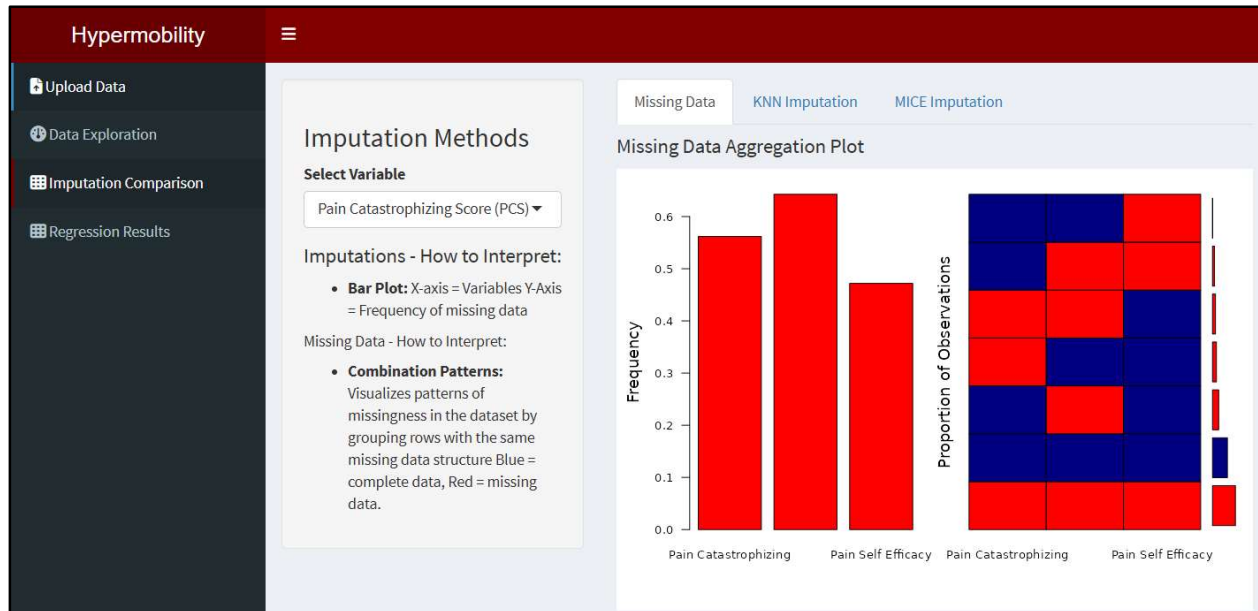 Hypermobility
Upload Data
Data Exploration
Imputation Comparison
Regression Results
Imputation Methods
Select Variable
Pain Catastrophizing Score (PCS)
Imputations - How to Interpret:
Bar Plot: X-axis = Variables Y-Axis
= Frequency of missing data
Missing Data - How to Interpret:
Combination Patterns:
Visualizes patterns of
missingness in the dataset by
grouping rows with the same
missing data structure Blue =
complete data, Red = missing
data.
Missing Data KNN Imputation MICE Imputation
Missing Data Aggregation Plot
Frequency
0.6
0.5
0.4
0.3
0.2
0.1
0.0
Pain Catastrophizing Pain Self Efficacy
Proportion of Observations
Pain Catastrophizing Pain Self Efficacy